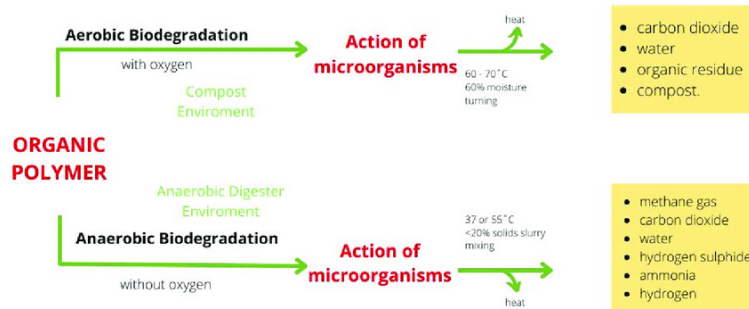 Aerobic Biodegradation
with oxygen
Compost
Enviroment
Action of
microorganisms
heat
60 - 70˚C
60% moisture
turning
• carbon dioxide
• water
• organic residue
• compost.
ORGANIC
POLYMER
Anaerobic Digester
Enviroment
Anaerobic Biodegradation
without oxygen
Action of
microorganisms
37 or 55˚C
<20% solids slurry
mixing
heat
• methane gas
• carbon dioxide
• water
• hydrogen sulphide
• ammonia
• hydrogen